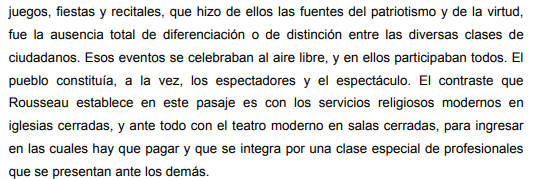 juegos, fiestas y recitales, que hizo de ellos las fuentes del patriotismo y de la virtud,
fue la ausencia total de diferenciación o de distinción entre las diversas clases de
ciudadanos. Esos eventos se celebraban al aire libre, y en ellos participaban todos. El
pueblo constituía, a la vez, los espectadores y el espectáculo. El contraste que
Rousseau establece en este pasaje es con los servicios religiosos modernos en
iglesias cerradas, y ante todo con el teatro moderno en salas cerradas, para ingresar
en las cuales hay que pagar y que se integra por una clase especial de profesionales
que se presentan ante los demás.